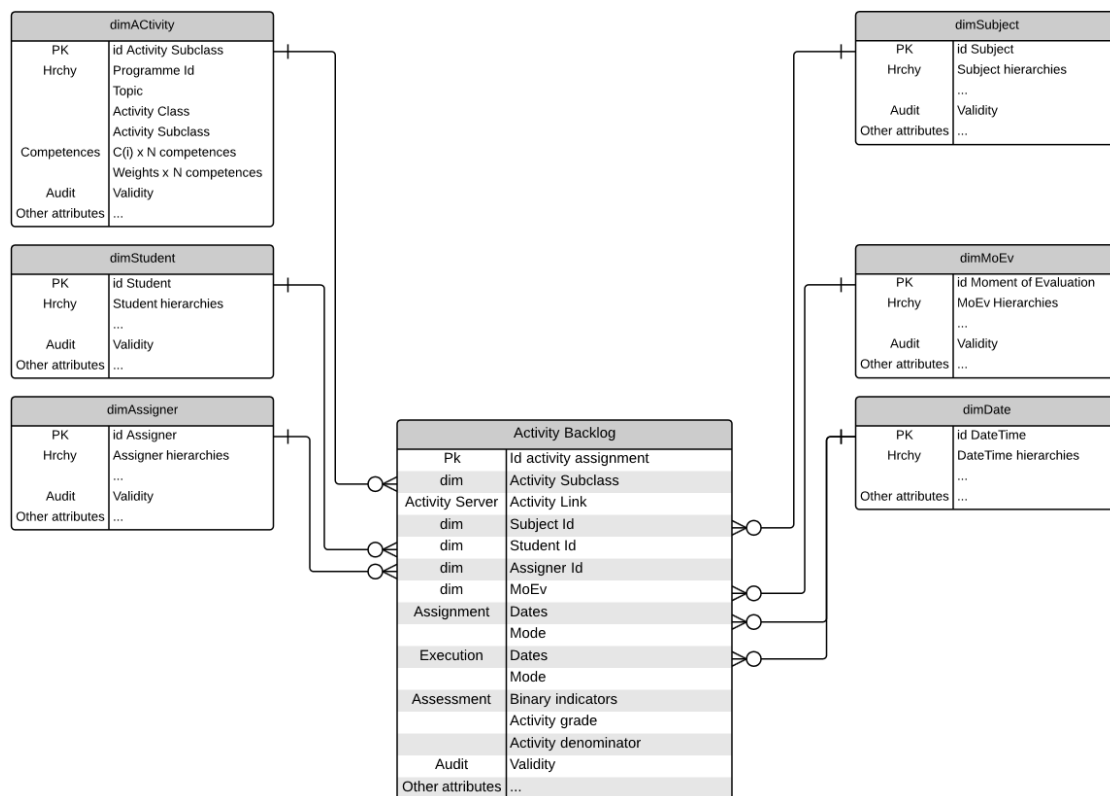 dimACtivity
PK id Activity Subclass
Hrchy Programme Id
Topic
Activity Class
Activity Subclass
Competences C(i) x N competences
Weights x N competences
Audit Validity
Other attributes ...
dimStudent
PK id Student
Hrchy Student hierarchies
...
Audit Validity
Other attributes ...
dimAssigner
PK id Assigner
Hrchy Assigner hierarchies
...
Audit Validity
Other attributes ...
Activity Backlog
Pk Id activity assignment
dim Activity Subclass
Activity Server Activity Link
dim Subject Id
dim Student Id
dim Assigner Id
dim MoEv
Assignment Dates
Mode
Execution Dates
Mode
Assessment Binary indicators
Activity grade
Activity denominator
Audit Validity
Other attributes ...
dimSubject
PK id Subject
Hrchy Subject hierarchies
...
Audit Validity
Other attributes ...
dimMoEv
PK id Moment of Evaluation
Hrchy MoEv Hierarchies
...
Audit Validity
Other attributes ...
dimDate
PK id DateTime
Hrchy DateTime hierarchies
...
Other attributes ...